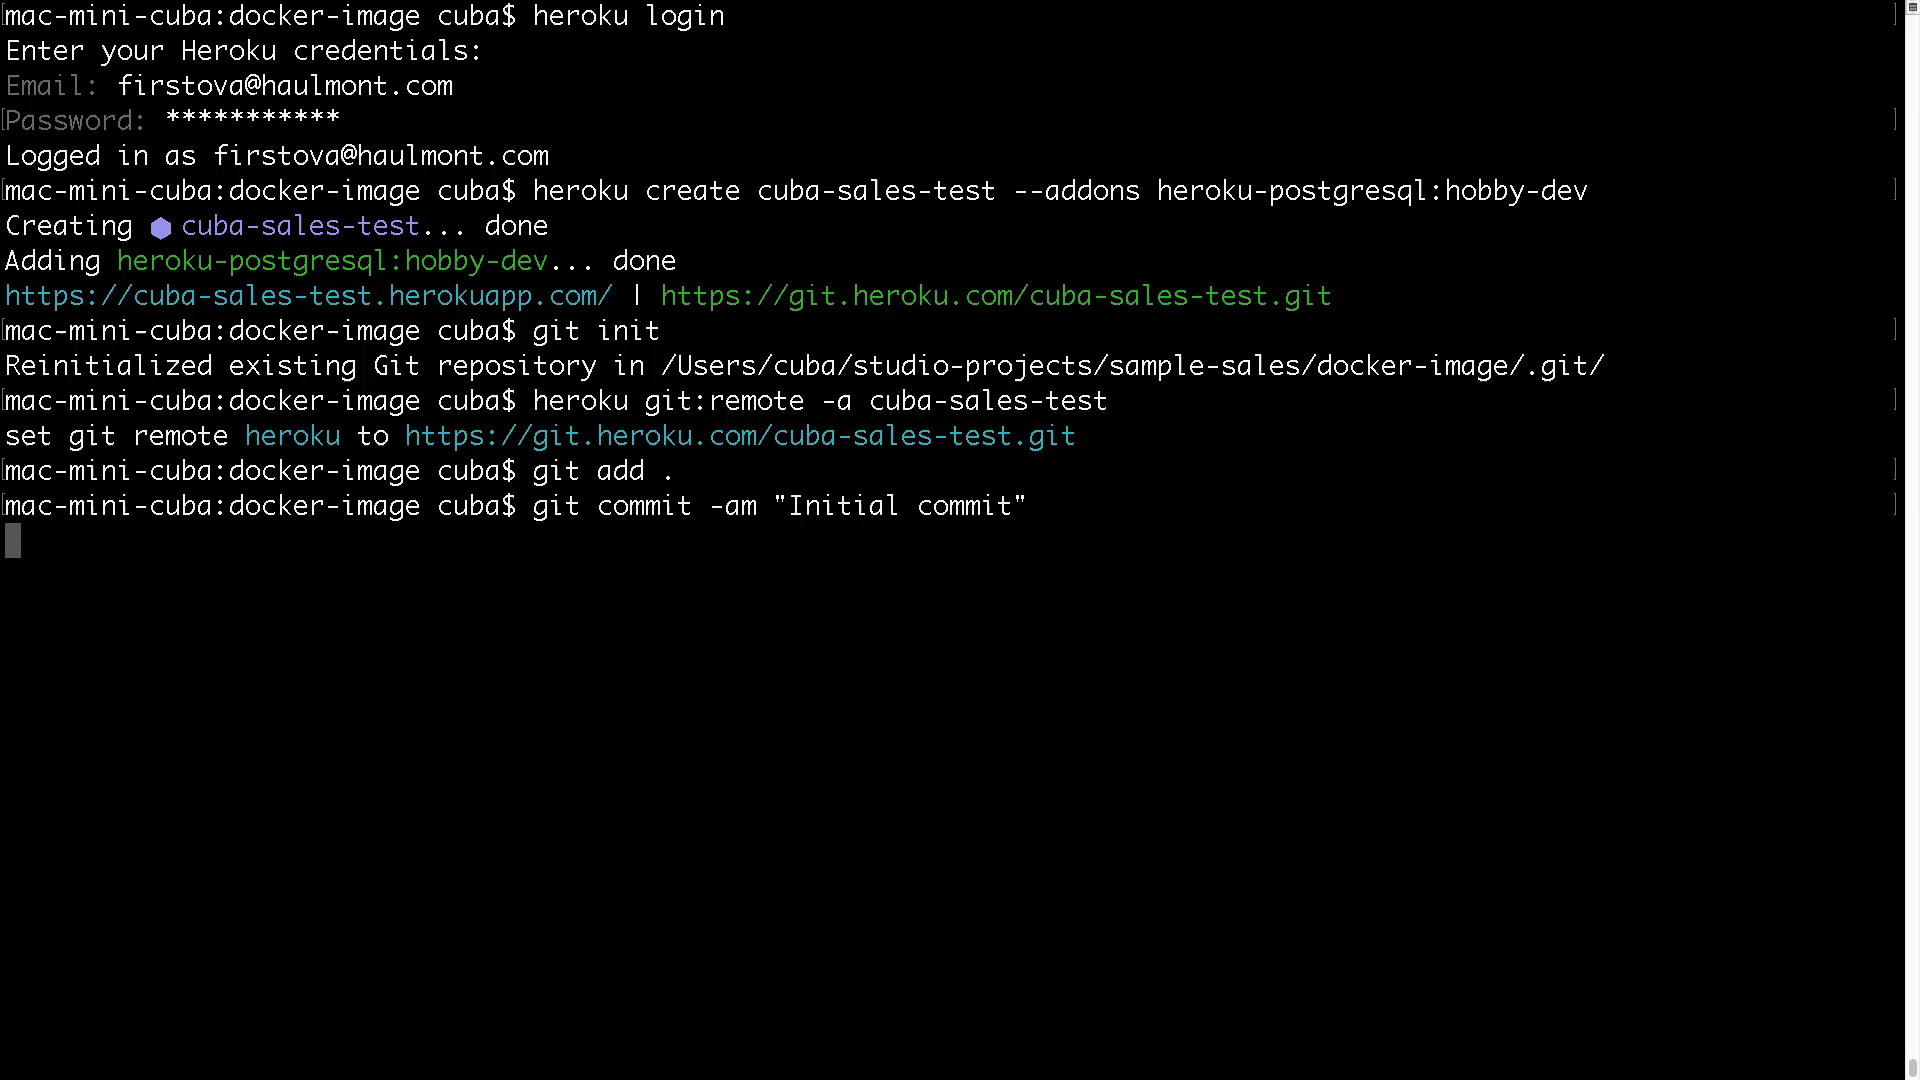 mac-mini-cuba:docker-image cuba$ heroku login
Enter your Heroku credentials:
Email: firstova@haulmont.com
Password: ***********
Logged in as firstova@haulmont.com
mac-mini-cuba:docker-image cuba$ heroku create cuba-sales-test --addons heroku-postgresql:hobby-dev
Creating ⬢ cuba-sales-test... done
Adding heroku-postgresql:hobby-dev... done
https://cuba-sales-test.herokuapp.com/ | https://git.heroku.com/cuba-sales-test.git
mac-mini-cuba:docker-image cuba$ git init
Reinitialized existing Git repository in /Users/cuba/studio-projects/sample-sales/docker-image/.git/
mac-mini-cuba:docker-image cuba$ heroku git:remote -a cuba-sales-test
set git remote heroku to https://git.heroku.com/cuba-sales-test.git
mac-mini-cuba:docker-image cuba$ git add .
mac-mini-cuba:docker-image cuba$ git commit -am "Initial commit"